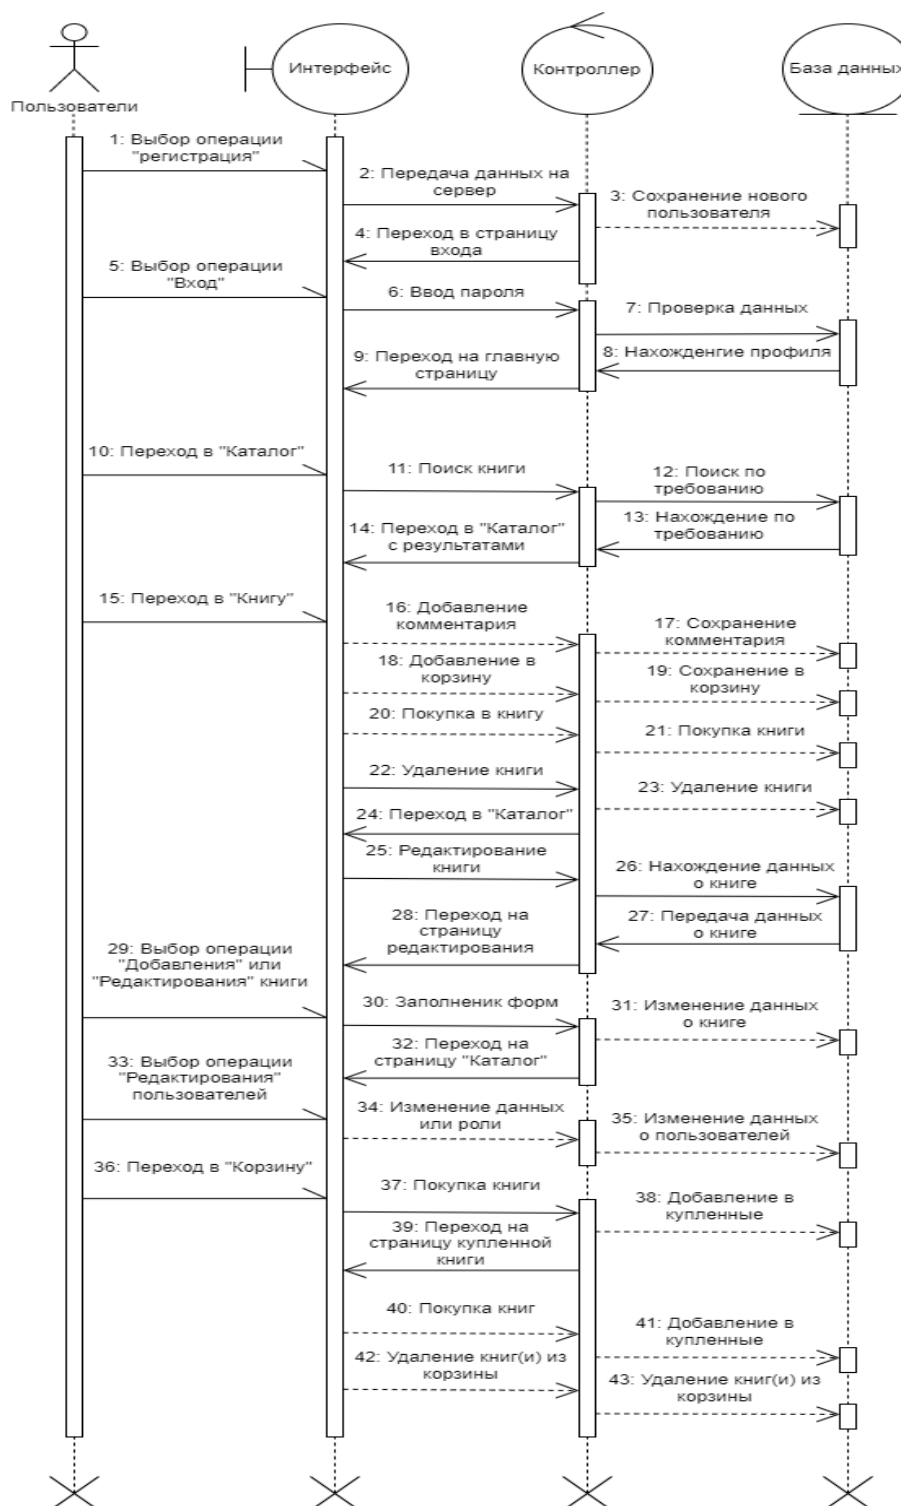 Пользователи
Интерфейс
Контроллер
База данных
1: Выбор операции
"регистрация"
2: Передача данных на
сервер
3: Сохранение нового
пользователя
4: Переход в страницу
входа
5: Выбор операции
"Вход"
6: Ввод пароля
7: Проверка данных
8: Нахожденгие профиля
9: Переход на главную
страницу
10: Переход в "Каталог"
11: Поиск книги
12: Поиск по
требованию
13: Нахождение по
требованию
14: Переход в "Каталог"
с результатами
15: Переход в "Книгу"
16: Добавление
комментария
17: Сохранение
комментария
18: Добавление в
корзину
19: Сохранение в
корзину
20: Покупка в книгу
21: Покупка книги
22: Удаление книги
23: Удаление книги
24: Переход в "Каталог"
25: Редактирование
книги
26: Нахождение данных
о книге
27: Передача данных
о книге
28: Переход на
страницу
редактирования
29: Выбор операции
"Добавления" или
"Редактирования" книги
30: Заполненик форм
31: Изменение данных
о книге
32: Переход на
страницу "Каталог"
33: Выбор операции
"Редактирования"
пользователей
34: Изменение данных
или роли
35: Изменение данных
о пользователей
36: Переход в "Корзину"
37: Покупка книги
38: Добавление в
купленные
39: Переход на
страницу купленной
книги
40: Покупка книг
41: Добавление в
купленные
42: Удаление книг(и) из
корзины
43: Удаление книг(и) из
корзины